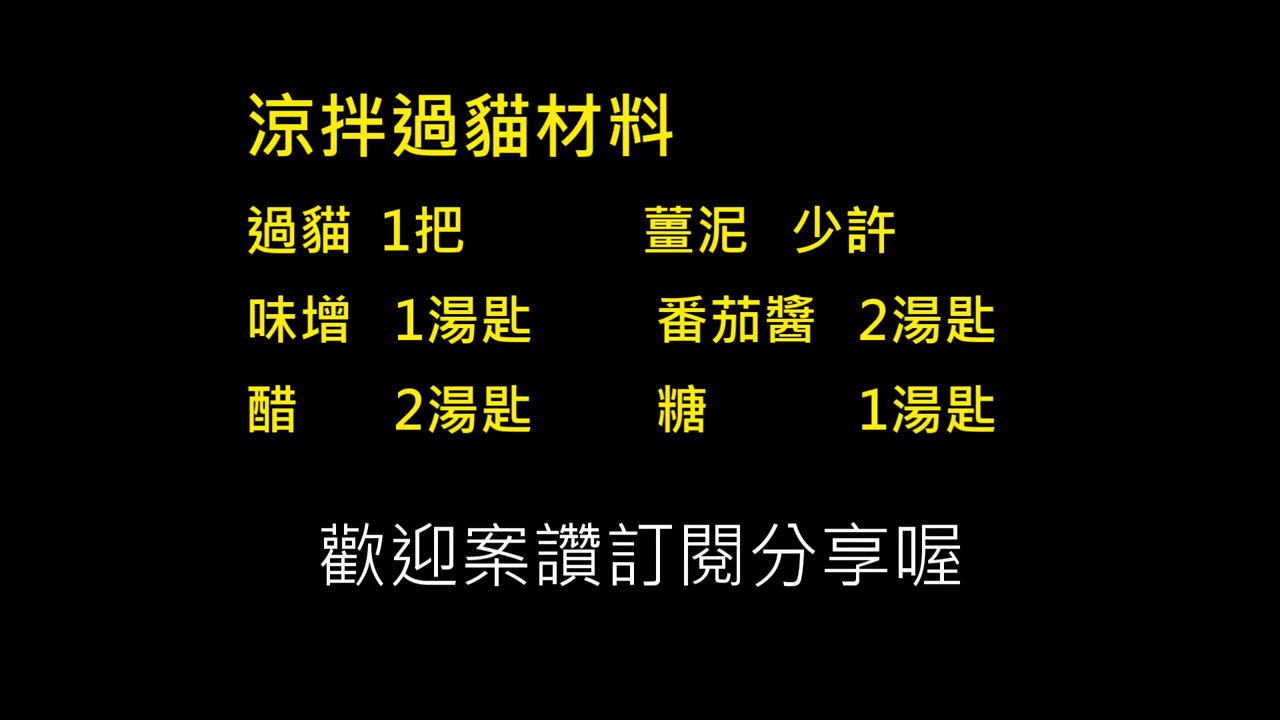 涼拌過貓材料
過貓 1把 薑泥 少許
味增 1湯匙 番茄醬 2湯匙
醋 2湯匙 糖 1湯匙
歡迎案讚訂閱分享喔